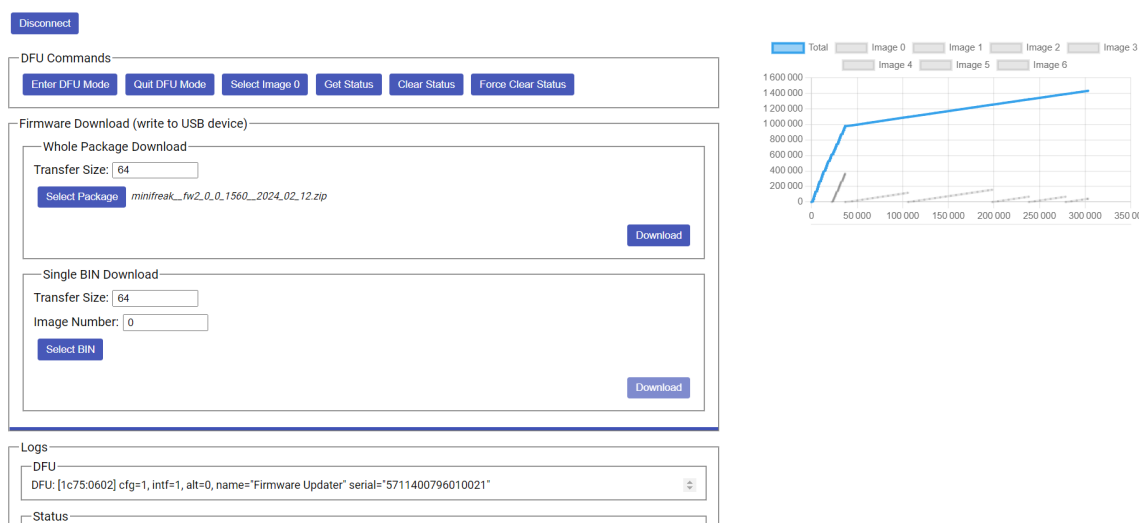 Disconnect
DFU Commands
Enter DFU Mode Quit DFU Mode Select Image 0 Get Status Clear Status Force Clear Status
Firmware Download (write to USB device)
Whole Package Download
Transfer Size: 64
Select Package minifreak__fw2_0_0_1560__2024_02_12.zip
Download
Single BIN Download
Transfer Size: 64
Image Number: 0
Select BIN
Download
Logs
DFU
DFU: [1c75:0602] cfg=1, intf=1, alt=0, name="Firmware Updater" serial="5711400796010021"
Status
Total Image 0 Image 1 Image 2 Image 3
Image 4 Image 5 Image 6
1 600 000
1 400 000
1 200 000
1 000 000
800 000
600 000
400 000
200 000
0
0 50 000 100 000 150 000 200 000 250 000 300 000 350 00